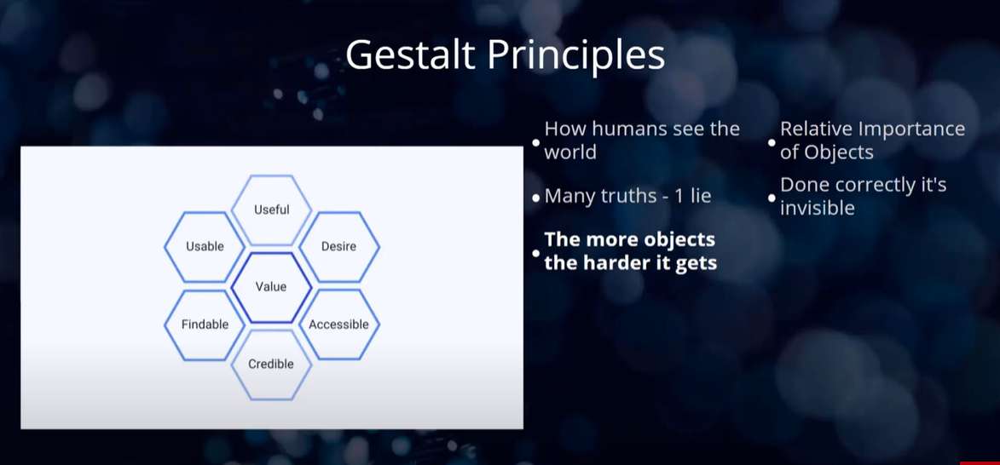 Gestalt Principles
Useful
Usable
Desire
Value
Findable
Accessible
Credible
How humans see the
world
Many truths - 1 lie
The more objects
the harder it gets
Relative Importance
of Objects
Done correctly it's
invisible